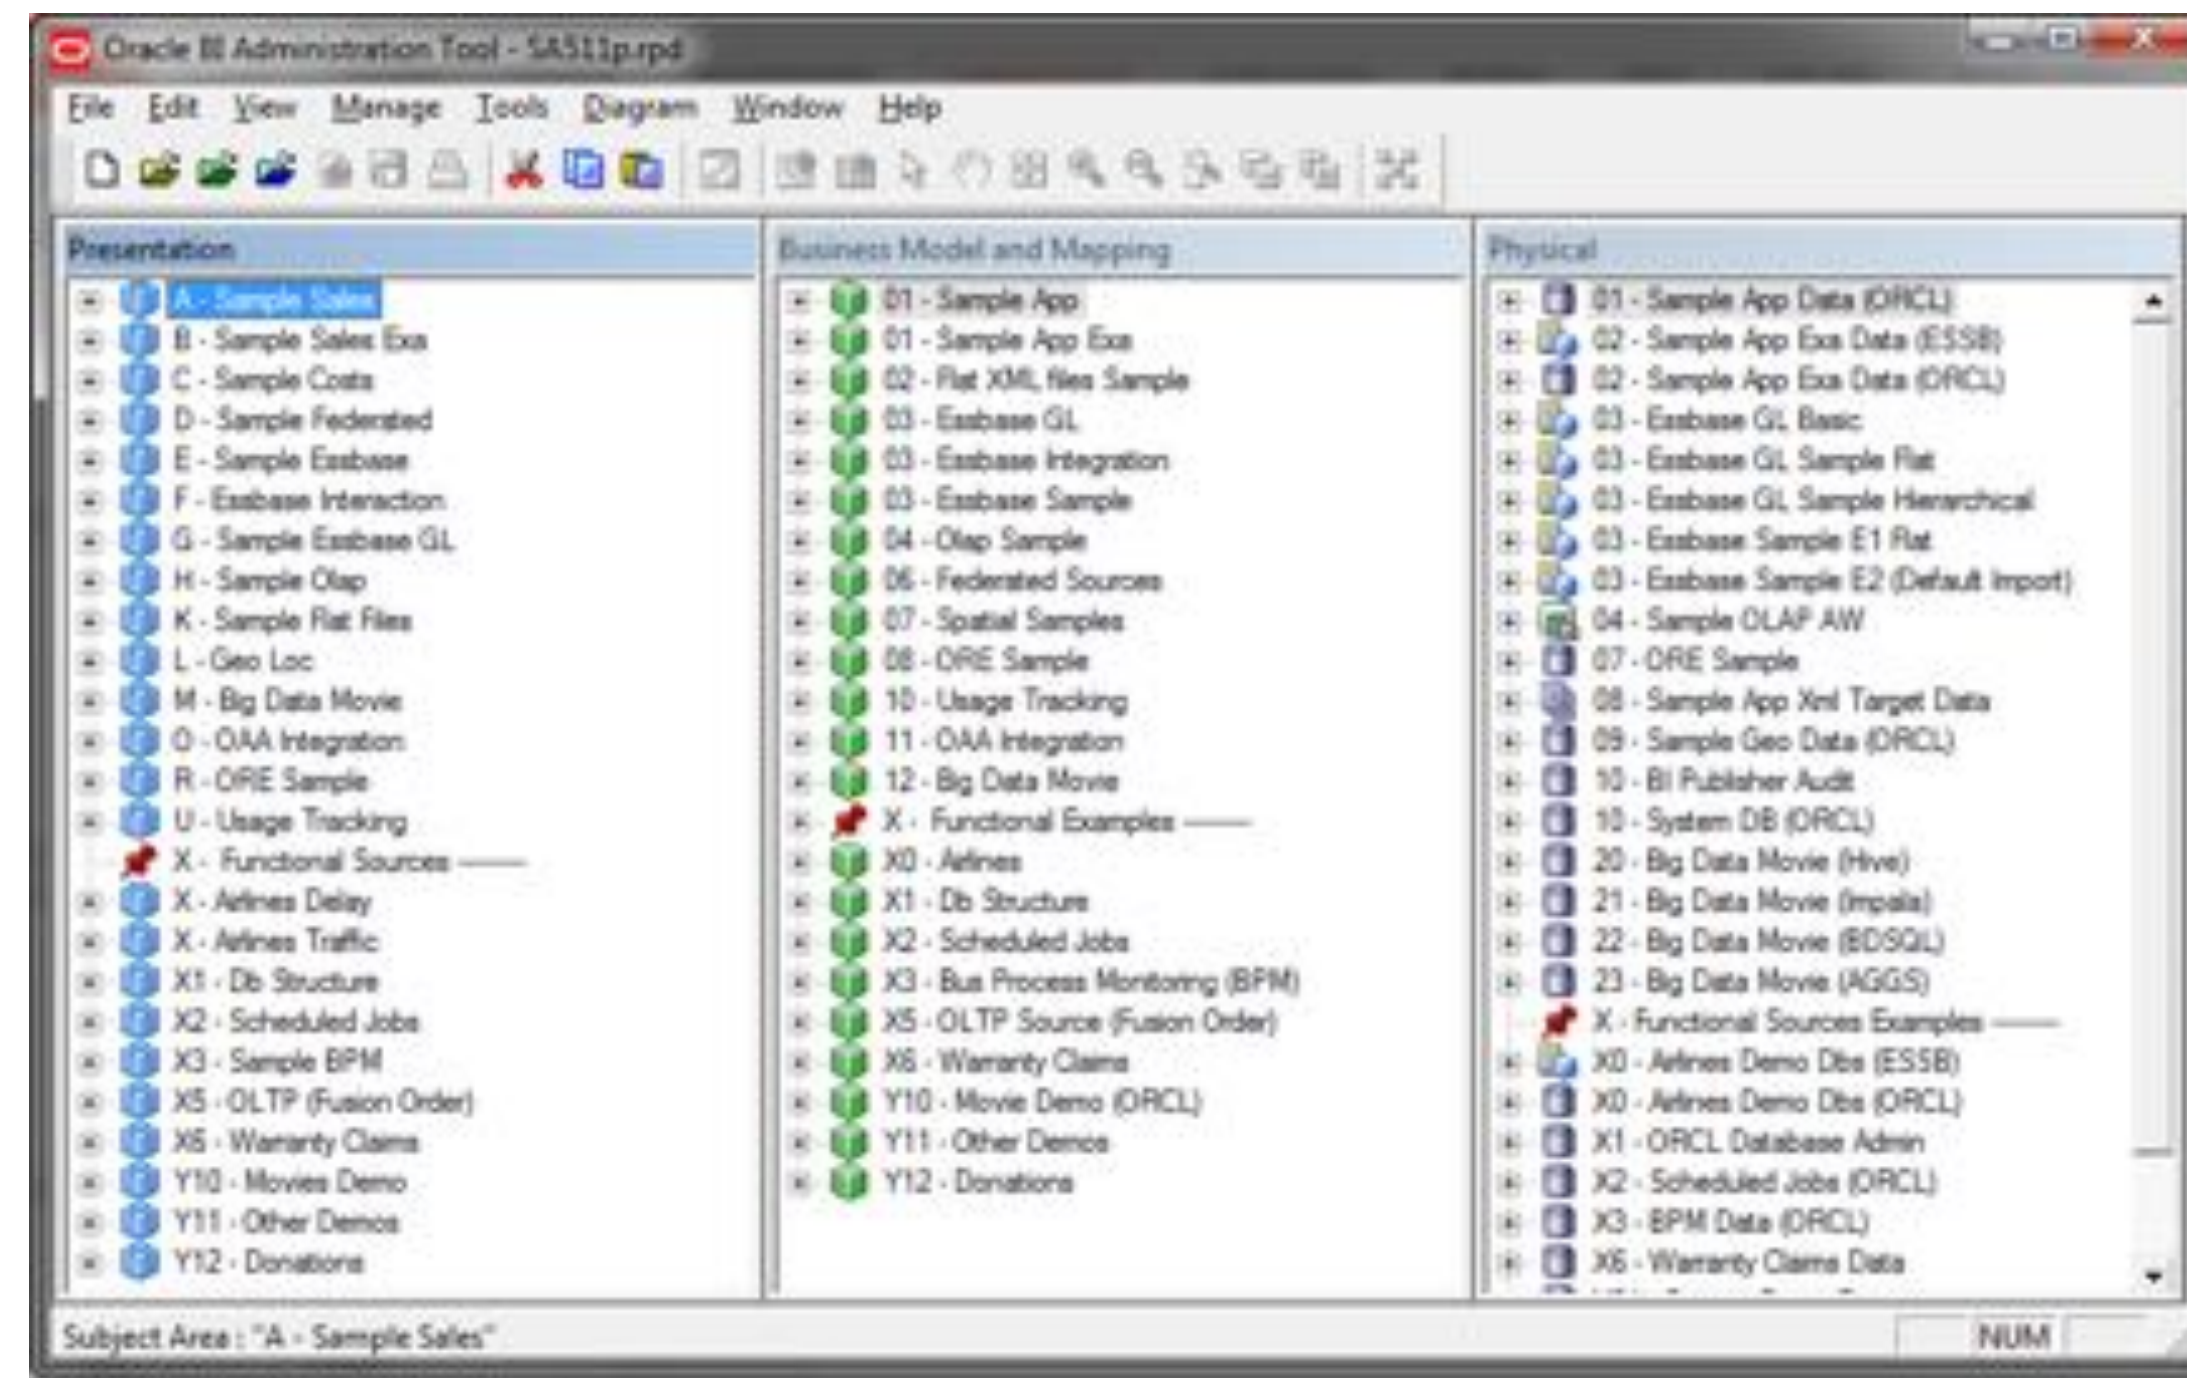 Oracle BI Administration Tool - SA511p.rpd
File Edit View Manage Tools Diagram Window Help
Presentation
A - Sample Sales
B - Sample Sales Exa
C - Sample Costs
D - Sample Federated
E - Sample Essbase
F - Essbase Interaction
G - Sample Essbase GL
H - Sample Olap
K - Sample Flat Files
L - Geo Loc
M - Big Data Movie
O - OAA Integration
R - ORE Sample
U - Usage Tracking
X - Functional Sources ------
X - Airlines Delay
X - Airlines Traffic
X1 - Db Structure
X2 - Scheduled Jobs
X3 - Sample BPM
X5 - OLTP (Fusion Order)
X6 - Warranty Claims
Y10 - Movies Demo
Y11 - Other Demos
Y12 - Donations
Business Model and Mapping
01 - Sample App
01 - Sample App Exa
02 - Flat XML files Sample
03 - Essbase GL
03 - Essbase Integration
03 - Essbase Sample
04 - Olap Sample
06 - Federated Sources
07 - Spatial Samples
08 - ORE Sample
10 - Usage Tracking
11 - OAA Integration
12 - Big Data Movie
X - Functional Examples ------
X0 - Airlines
X1 - Db Structure
X2 - Scheduled Jobs
X3 - Bus Process Monitoring (BPM)
X5 - OLTP Source (Fusion Order)
X6 - Warranty Claims
Y10 - Movie Demo (ORCL)
Y11 - Other Demos
Y12 - Donations
Physical
01 - Sample App Data (ORCL)
02 - Sample App Exa Data (ESSB)
02 - Sample App Exa Data (ORCL)
03 - Essbase GL Basic
03 - Essbase GL Sample Flat
03 - Essbase GL Sample Hierarchical
03 - Essbase Sample E1 Flat
03 - Essbase Sample E2 (Default Import)
04 - Sample OLAP AW
07 - ORE Sample
08 - Sample App Xml Target Data
09 - Sample Geo Data (ORCL)
10 - BI Publisher Audit
10 - System DB (ORCL)
20 - Big Data Movie (Hive)
21 - Big Data Movie (Impala)
22 - Big Data Movie (BDSQL)
23 - Big Data Movie (AGGS)
X - Functional Sources Examples ------
X0 - Airlines Demo Dbs (ESSB)
X0 - Airlines Demo Dbs (ORCL)
X1 - ORCL Database Admin
X2 - Scheduled Jobs (ORCL)
X3 - BPM Data (ORCL)
X6 - Warranty Claims Data
Subject Area : "A - Sample Sales"
NUM